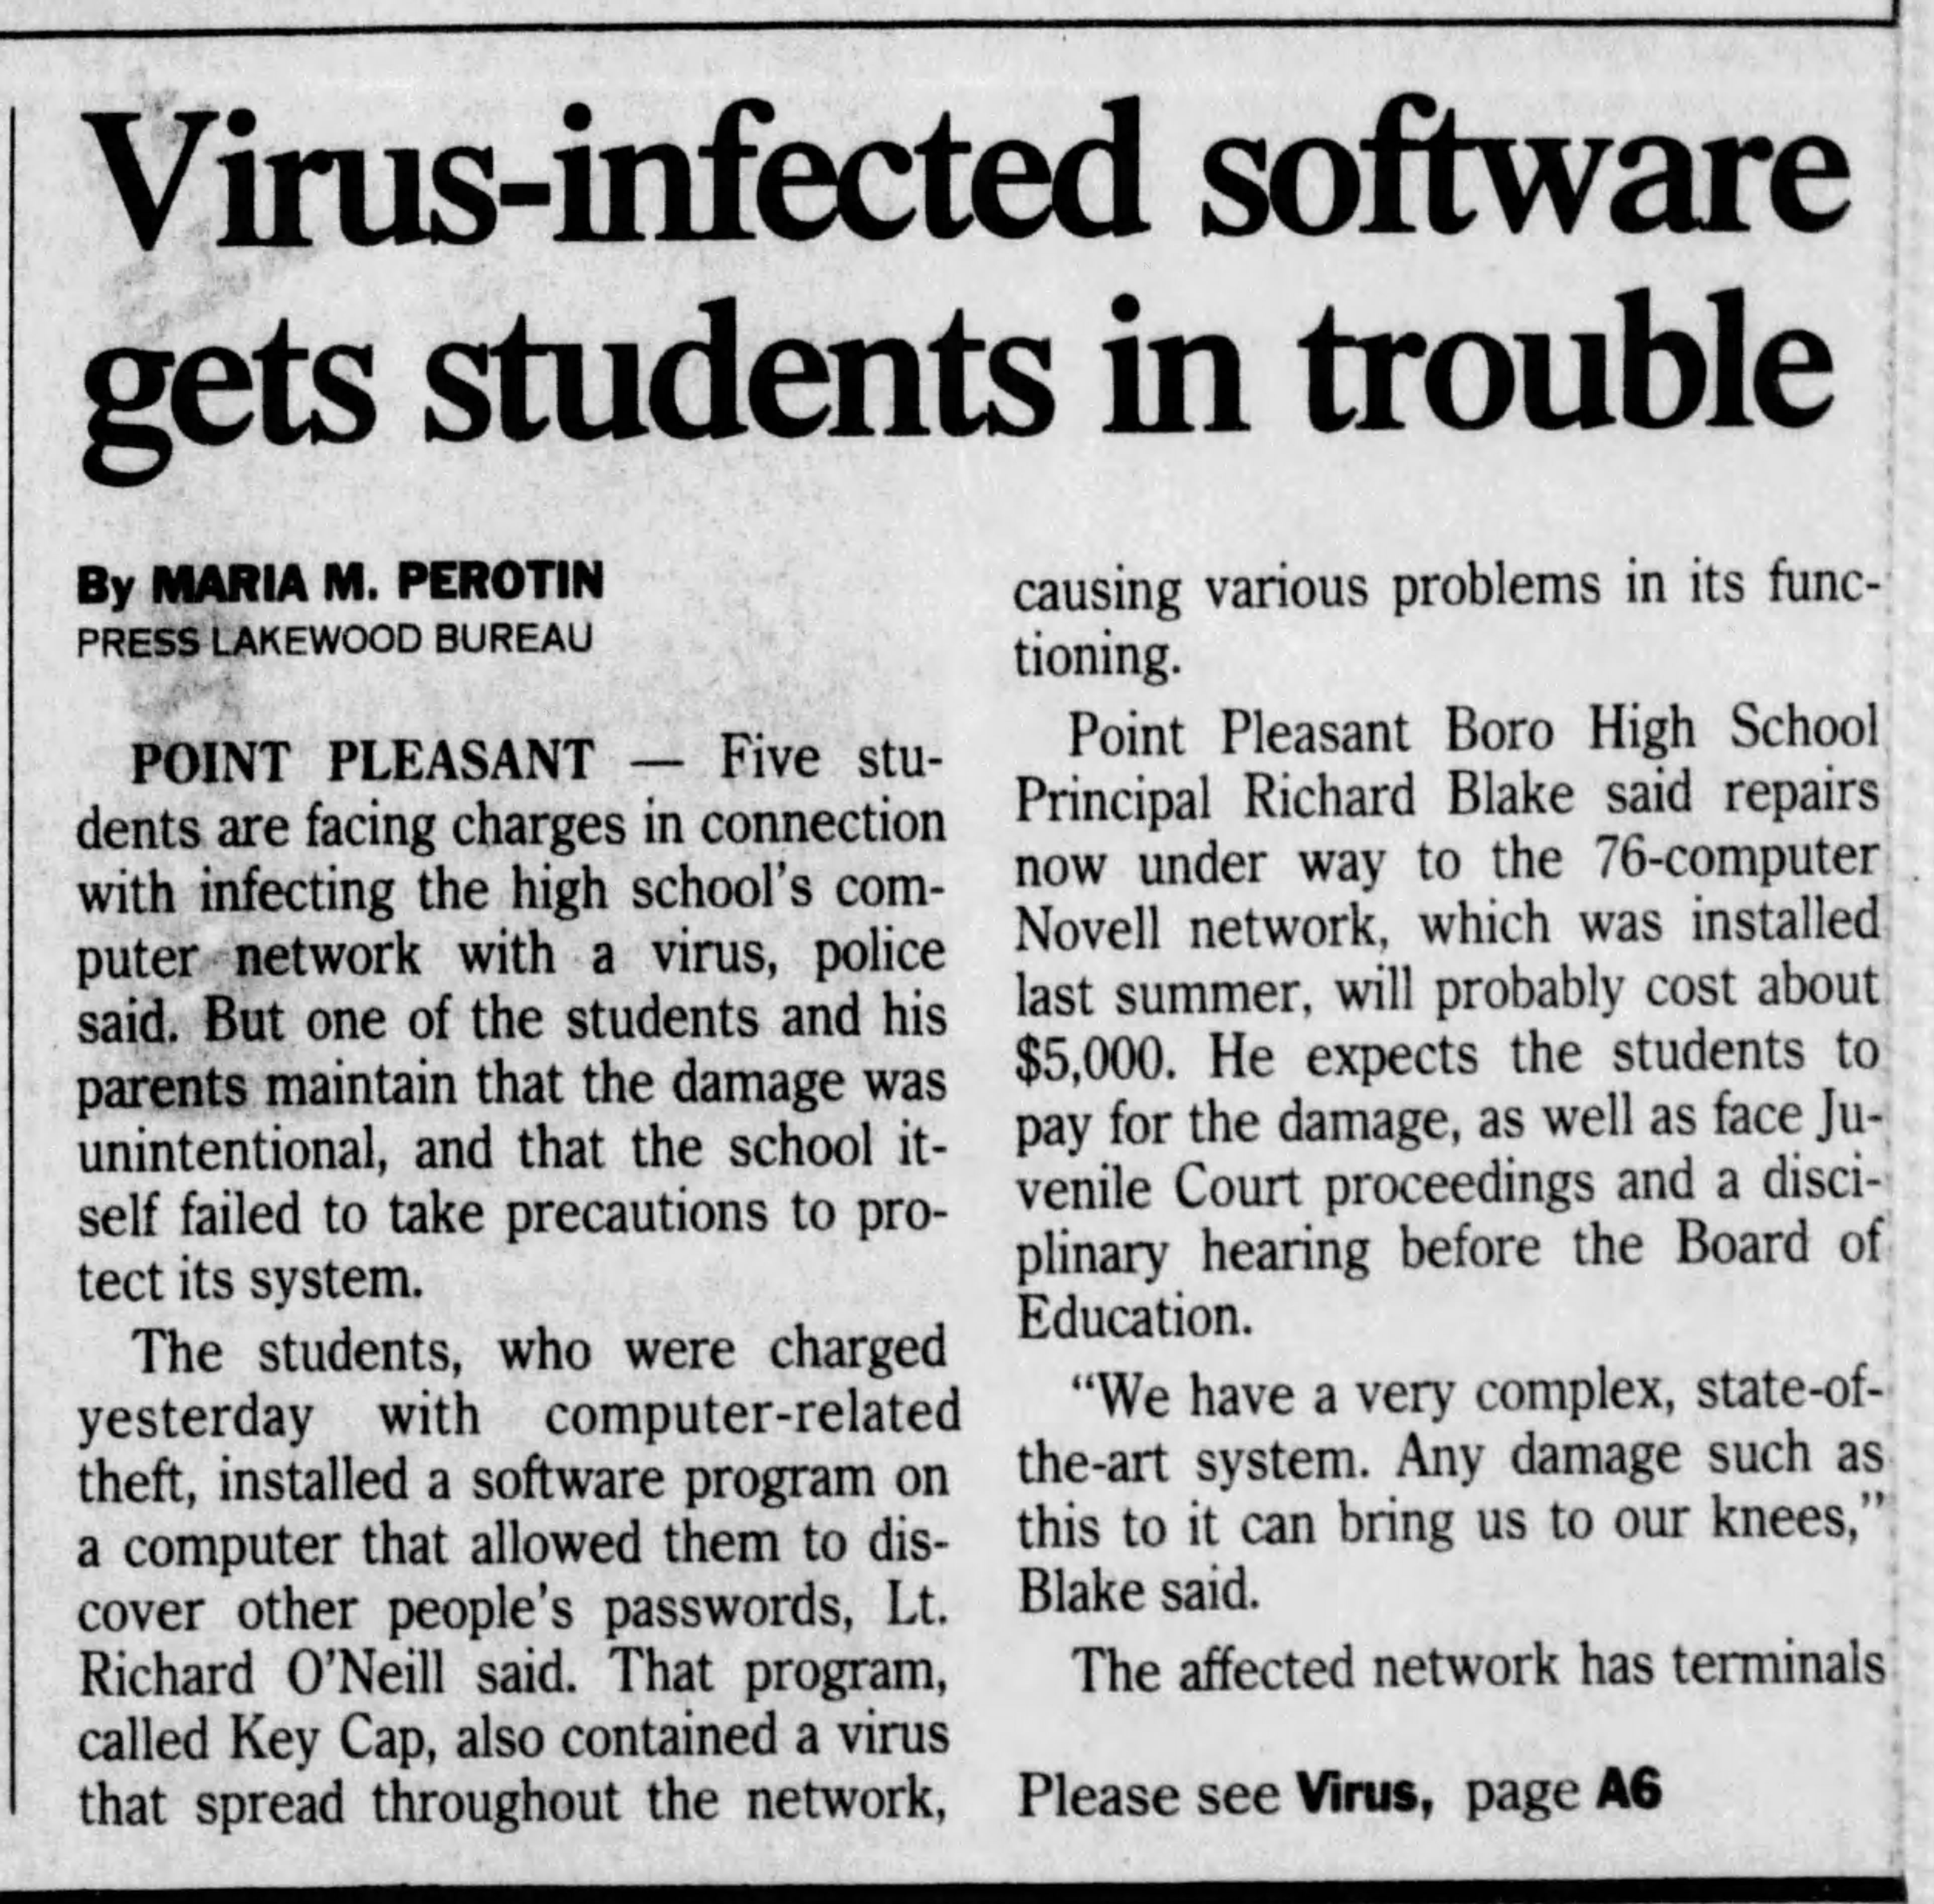 Virus-infected software
gets students in trouble
By MARIA M. PEROTIN
PRESS LAKEWOOD BUREAU
POINT PLEASANT — Five stu-
dents are facing charges in connection
with infecting the high school's com-
puter network with a virus, police
said. But one of the students and his
parents maintain that the damage was
unintentional, and that the school it-
self failed to take precautions to pro-
tect its system.
The students, who were charged
yesterday with computer-related
theft, installed a software program on
a computer that allowed them to dis-
cover other people's passwords, Lt.
Richard O'Neill said. That program,
called Key Cap, also contained a virus
that spread throughout the network,
causing various problems in its func-
tioning.
Point Pleasant Boro High School
Principal Richard Blake said repairs
now under way to the 76-computer
Novell network, which was installed
last summer, will probably cost about
$5,000. He expects the students to
pay for the damage, as well as face Ju-
venile Court proceedings and a disci-
plinary hearing before the Board of
Education.
"We have a very complex, state-of-
the-art system. Any damage such as
this to it can bring us to our knees,"
Blake said.
The affected network has terminals
Please see Virus, page A6